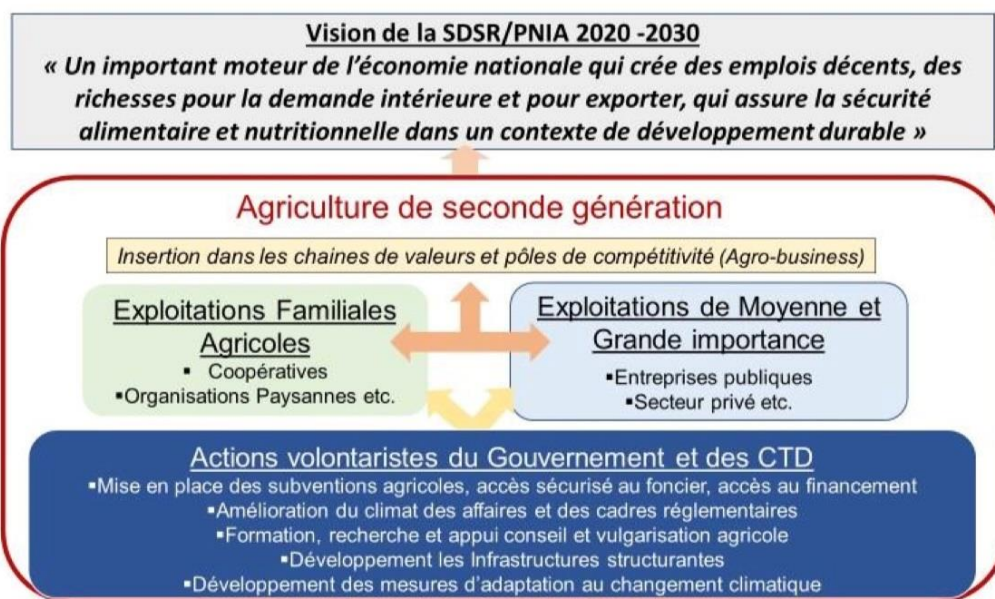 Vision de la SDSR/PNIA 2020 -2030
« Un important moteur de l’économie nationale qui crée des emplois décents, des
richesses pour la demande intérieure et pour exporter, qui assure la sécurité
alimentaire et nutritionnelle dans un contexte de développement durable »
Agriculture de seconde génération
Insertion dans les chaines de valeurs et pôles de compétitivité (Agro-business)
Exploitations Familiales
Agricoles
▪ Coopératives
▪Organisations Paysannes etc.
Exploitations de Moyenne et
Grande importance
▪Entreprises publiques
▪Secteur privé etc.
Actions volontaristes du Gouvernement et des CTD
▪Mise en place des subventions agricoles, accès sécurisé au foncier, accès au financement
▪Amélioration du climat des affaires et des cadres réglementaires
▪Formation, recherche et appui conseil et vulgarisation agricole
▪Développement les Infrastructures structurantes
▪Développement des mesures d’adaptation au changement climatique